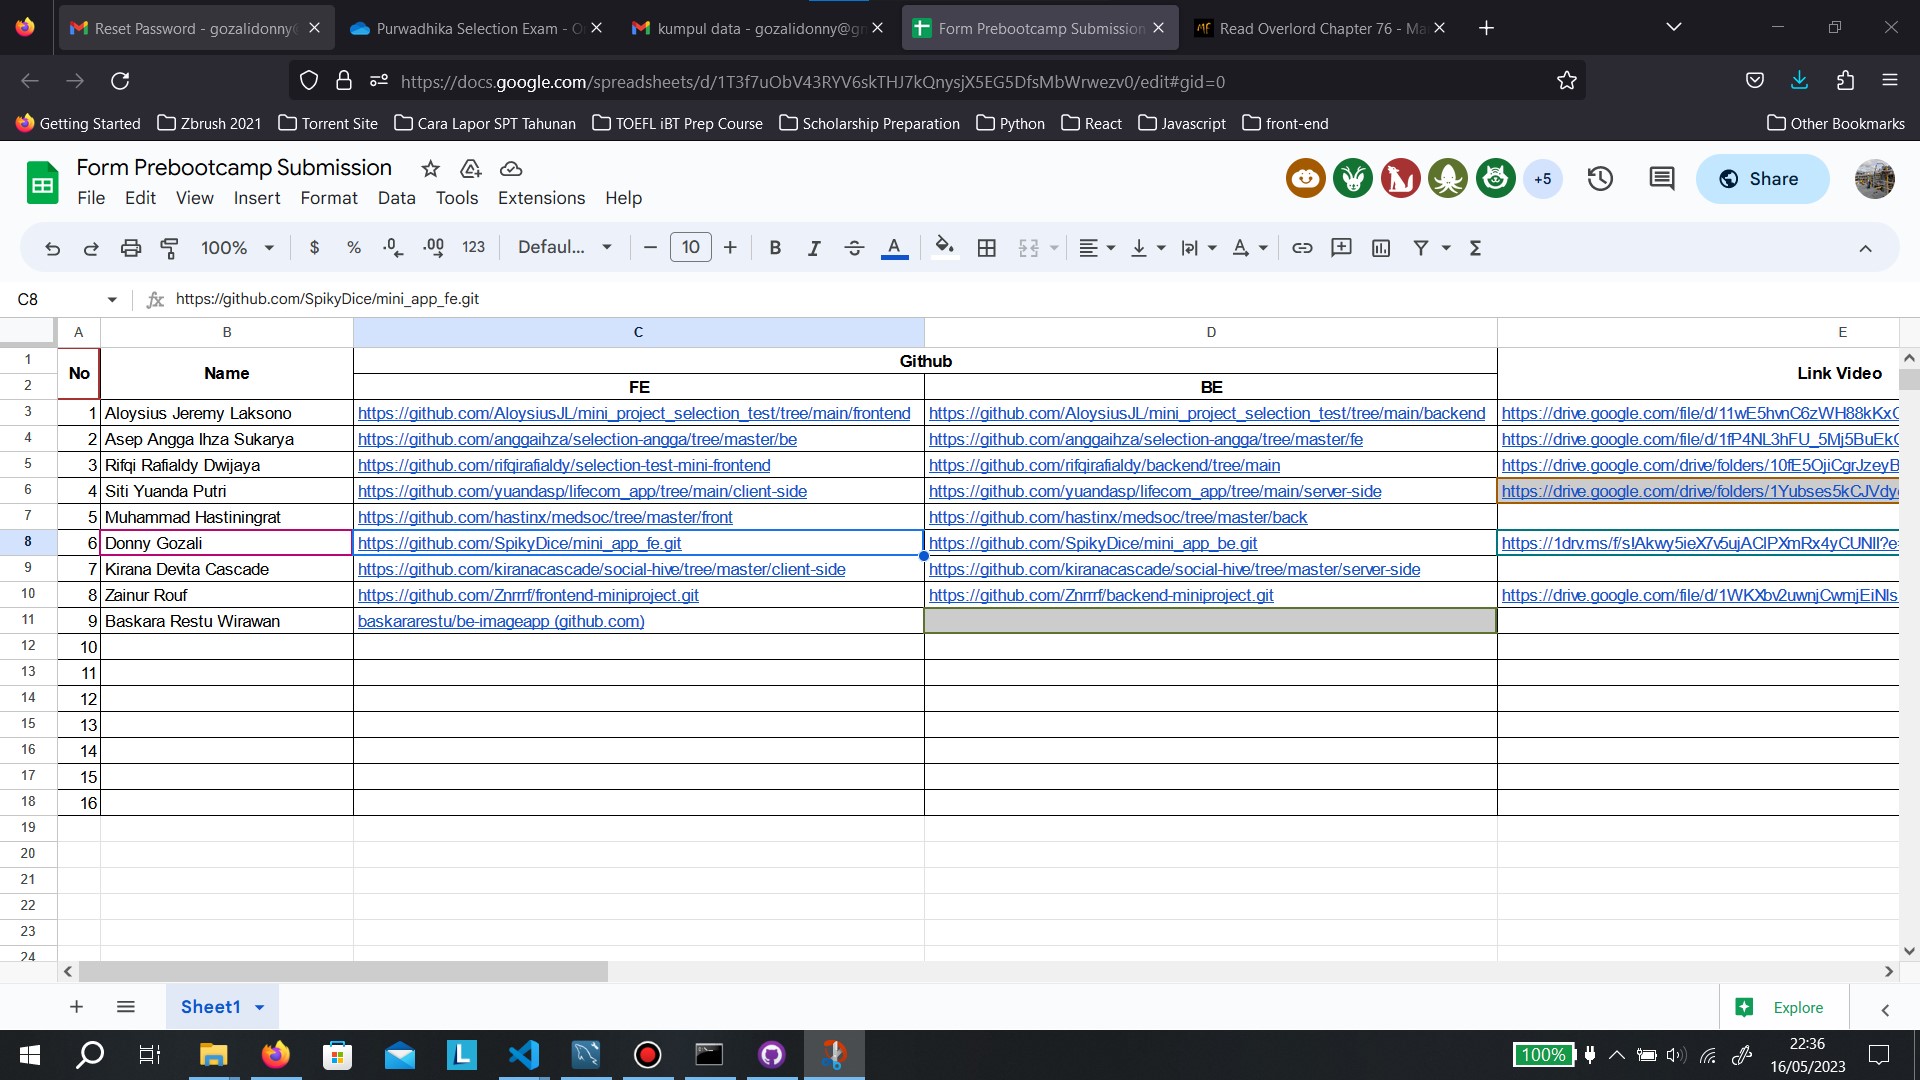 Reset Password - gozalidonny
Purwadhika Selection Exam - O
kumpul data - gozalidonny@gm
Form Prebootcamp Submission
MF Read Overlord Chapter 76 - Ma
https://docs.google.com/spreadsheets/d/1T3f7uObV43RYV6skTHJ7kQnysjX5EG5DfsMbWrwezv0/edit#gid=0
Getting Started Zbrush 2021 Torrent Site Cara Lapor SPT Tahunan TOEFL iBT Prep Course Scholarship Preparation Python React Javascript front-end Other Bookmarks
Form Prebootcamp Submission
+5 Share
File Edit View Insert Format Data Tools Extensions Help
100% $ % .0 .00 123 Defaul... − 10 + B I S A Σ
C8 fx https://github.com/SpikyDice/mini_app_fe.git
A B C D E
1 No Name Github Link Video
2 FE BE
3 1 Aloysius Jeremy Laksono https://github.com/AloysiusJL/mini_project_selection_test/tree/main/frontend https://github.com/AloysiusJL/mini_project_selection_test/tree/main/backend https://drive.google.com/file/d/11wE5hvnC6zWH88kKxC
4 2 Asep Angga Ihza Sukarya https://github.com/anggaihza/selection-angga/tree/master/be https://github.com/anggaihza/selection-angga/tree/master/fe https://drive.google.com/file/d/1fP4NL3hFU_5Mj5BuEkC
5 3 Rifqi Rafialdy Dwijaya https://github.com/rifqirafialdy/selection-test-mini-frontend https://github.com/rifqirafialdy/backend/tree/main https://drive.google.com/drive/folders/10fE5OjiCgrJzeyB
6 4 Siti Yuanda Putri https://github.com/yuandasp/lifecom_app/tree/main/client-side https://github.com/yuandasp/lifecom_app/tree/main/server-side https://drive.google.com/drive/folders/1Yubses5kCJVdy
7 5 Muhammad Hastiningrat https://github.com/hastinx/medsoc/tree/master/front https://github.com/hastinx/medsoc/tree/master/back
8 6 Donny Gozali https://github.com/SpikyDice/mini_app_fe.git https://github.com/SpikyDice/mini_app_be.git https://1drv.ms/f/s!Akwy5ieX7v5ujAClPXmRx4yCUNIl?e=
9 7 Kirana Devita Cascade https://github.com/kiranacascade/social-hive/tree/master/client-side https://github.com/kiranacascade/social-hive/tree/master/server-side
10 8 Zainur Rouf https://github.com/Znrrrf/frontend-miniproject.git https://github.com/Znrrrf/backend-miniproject.git https://drive.google.com/file/d/1WKXbv2uwnjCwmjEiNIs
11 9 Baskara Restu Wirawan baskararestu/be-imageapp (github.com)
12 10
13 11
14 12
15 13
16 14
17 15
18 16
19
20
21
22
23
24
+ Sheet1 Explore
L 100% 22:36
16/05/2023